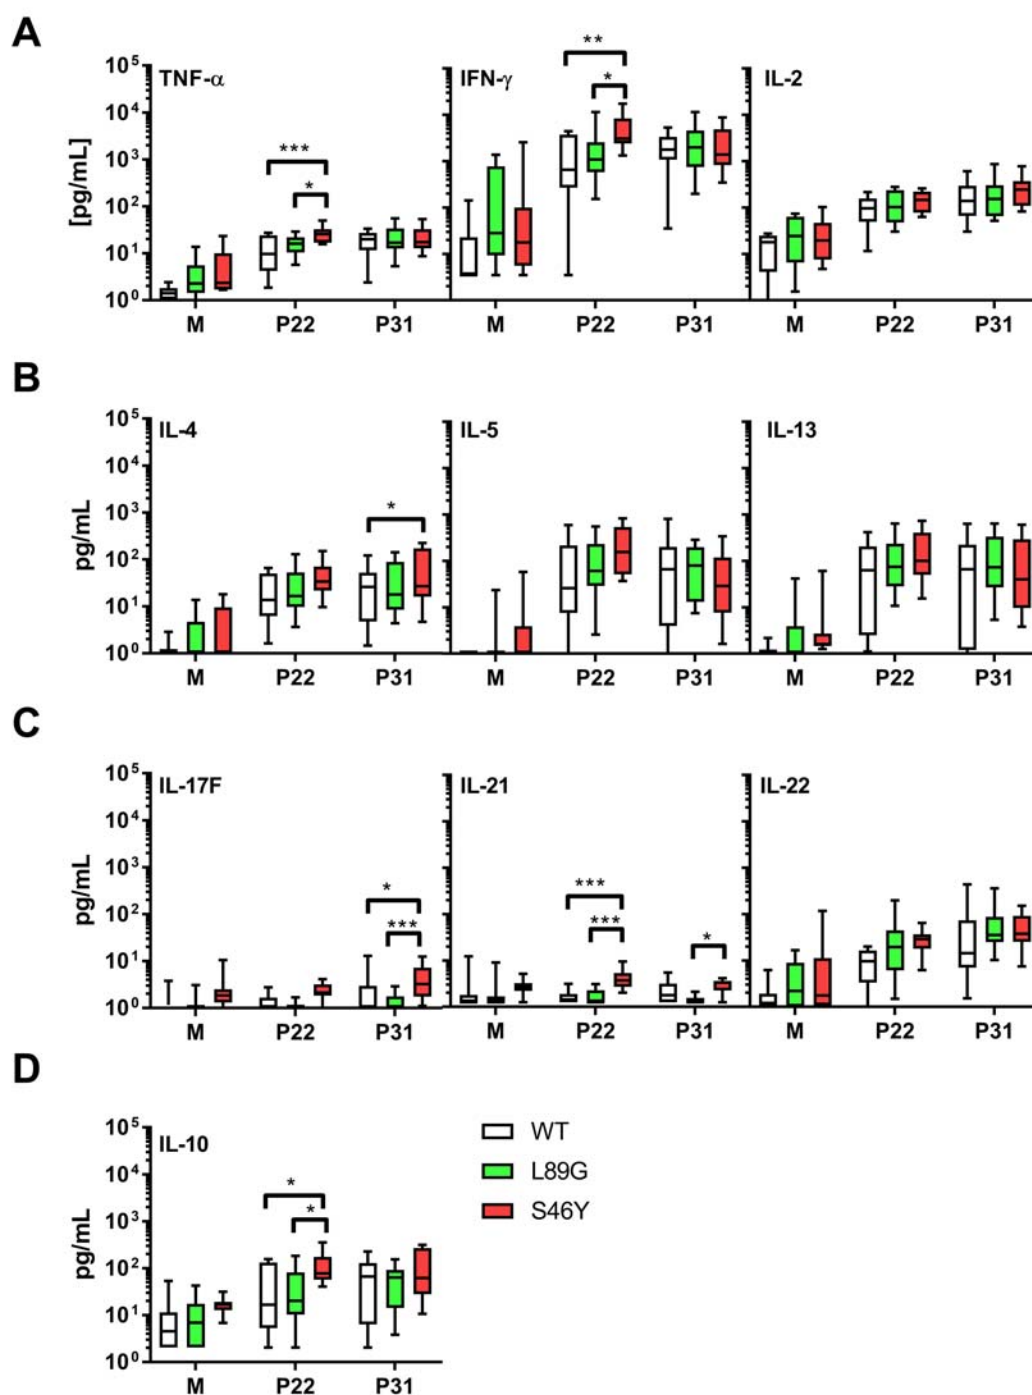 A
TNF-α IFN-γ IL-2
**
*
***
*
[pg/mL]
10⁵
10⁴
10³
10²
10¹
10⁰
M P22 P31 M P22 P31 M P22 P31
B
IL-4 IL-5 IL-13
*
pg/mL
10⁵
10⁴
10³
10²
10¹
10⁰
M P22 P31 M P22 P31 M P22 P31
C
IL-17F IL-21 IL-22
*
***
***
***
*
pg/mL
10⁵
10⁴
10³
10²
10¹
10⁰
M P22 P31 M P22 P31 M P22 P31
D
IL-10
*
*
pg/mL
10⁵
10⁴
10³
10²
10¹
10⁰
M P22 P31
WT
L89G
S46Y